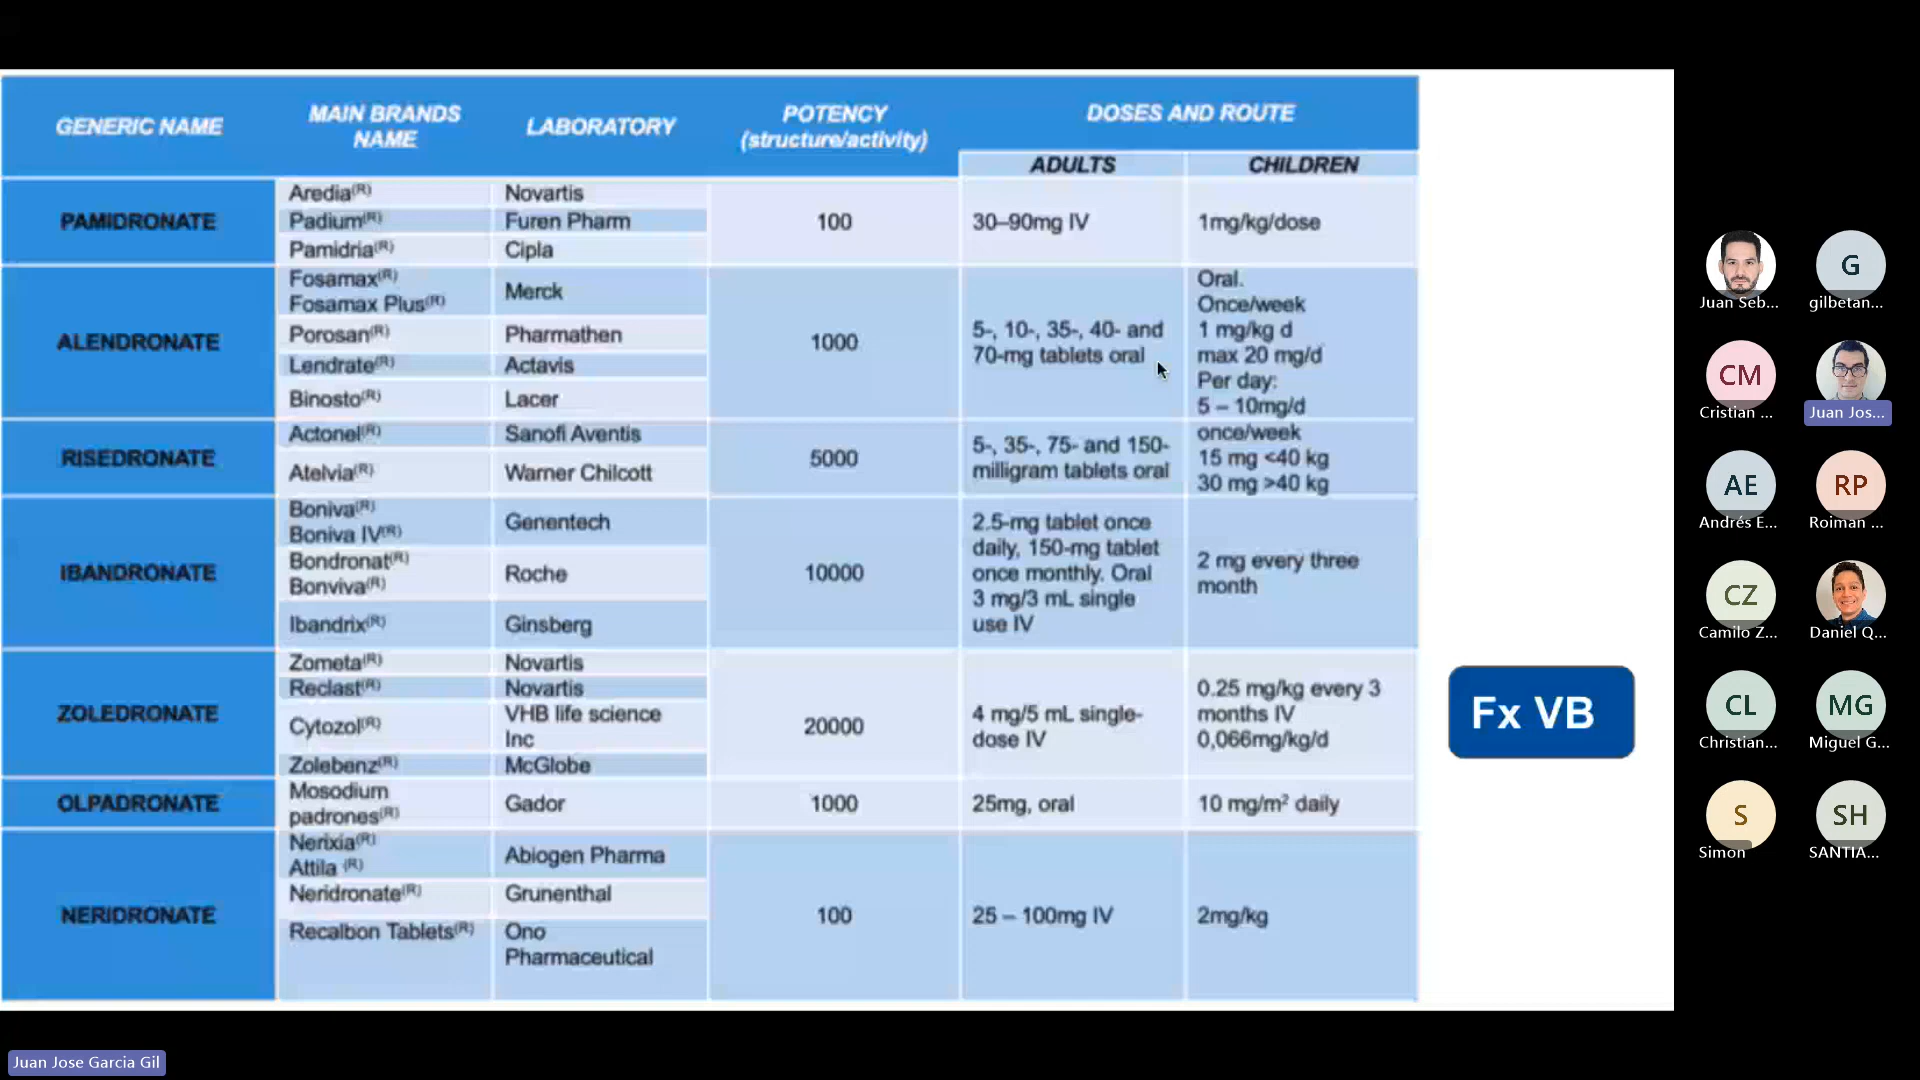 GENERIC NAME
MAIN BRANDS
NAME
LABORATORY
POTENCY
(structure/activity)
DOSES AND ROUTE
ADULTS
CHILDREN
PAMIDRONATE
Aredia(R)
Novartis
Padium(R)
Furen Pharm
Pamidria(R)
Cipla
100
30–90mg IV
1mg/kg/dose
ALENDRONATE
Fosamax(R)
Fosamax Plus(R)
Merck
Porosan(R)
Pharmathen
Lendrate(R)
Actavis
Binosto(R)
Lacer
1000
5-, 10-, 35-, 40- and
70-mg tablets oral
Oral.
Once/week
1 mg/kg d
max 20 mg/d
Per day:
5 – 10mg/d
RISEDRONATE
Actonel(R)
Sanofi Aventis
Atelvia(R)
Warner Chilcott
5000
5-, 35-, 75- and 150-
milligram tablets oral
once/week
15 mg <40 kg
30 mg >40 kg
IBANDRONATE
Boniva(R)
Boniva IV(R)
Genentech
Bondronat(R)
Bonviva(R)
Roche
Ibandrix(R)
Ginsberg
10000
2.5-mg tablet once
daily, 150-mg tablet
once monthly. Oral
3 mg/3 mL single
use IV
2 mg every three
month
ZOLEDRONATE
Zometa(R)
Novartis
Reclast(R)
Novartis
Cytozol(R)
VHB life science
Inc
Zolebenz(R)
McGlobe
20000
4 mg/5 mL single-
dose IV
0.25 mg/kg every 3
months IV
0,066mg/kg/d
OLPADRONATE
Mosodium
padrones(R)
Gador
1000
25mg, oral
10 mg/m² daily
NERIDRONATE
Nerixia(R)
Attila (R)
Abiogen Pharma
Neridronate(R)
Grunenthal
Recalbon Tablets(R)
Ono
Pharmaceutical
100
25 – 100mg IV
2mg/kg
Fx VB
Juan Seb...
G
gilbetan...
CM
Cristian ...
Juan Jos...
AE
Andrés E...
RP
Roiman ...
CZ
Camilo Z...
Daniel Q...
CL
Christian...
MG
Miguel G...
S
Simon
SH
SANTIA...
Juan Jose Garcia Gil